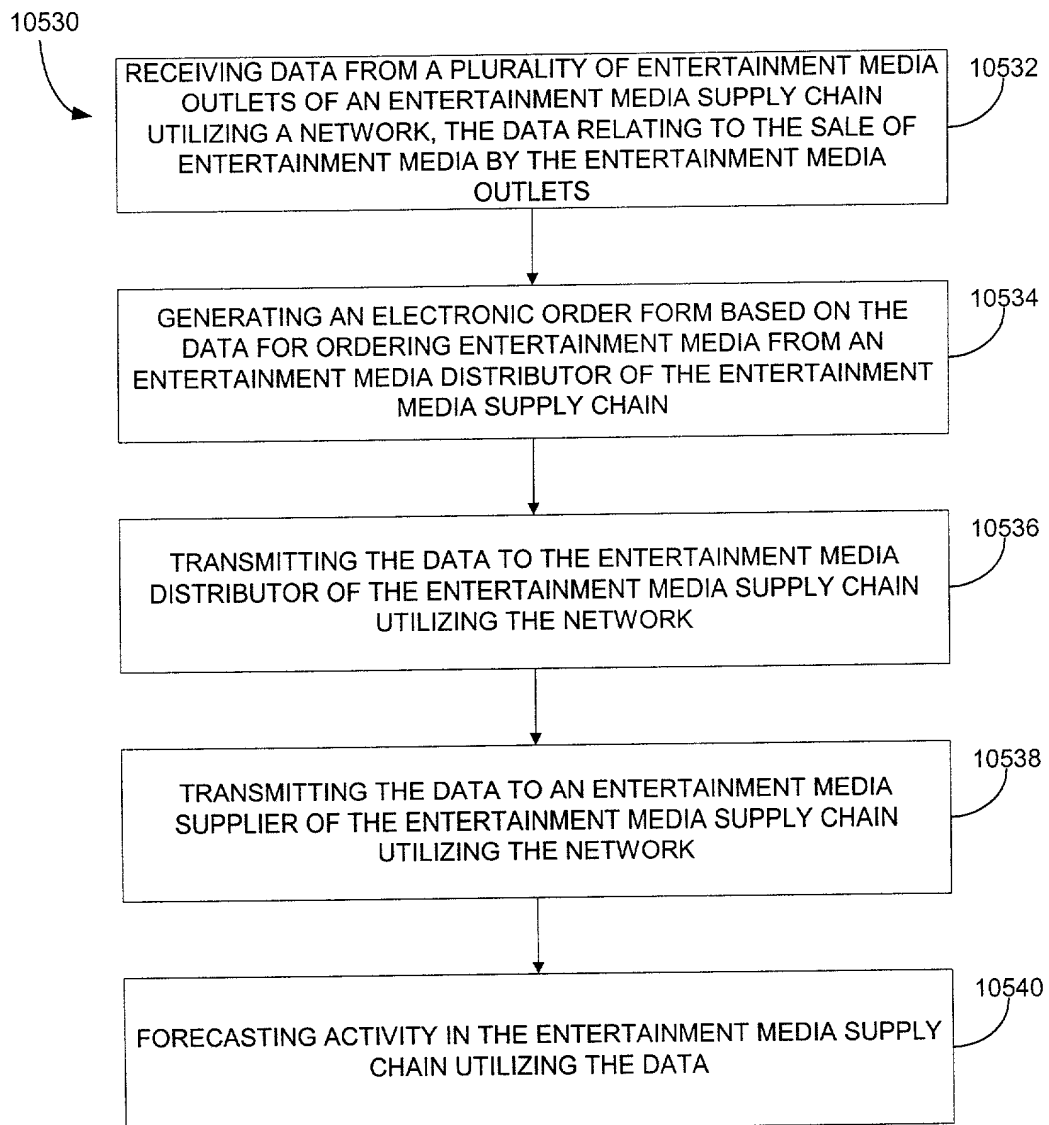 10530
RECEIVING DATA FROM A PLURALITY OF ENTERTAINMENT MEDIA
OUTLETS OF AN ENTERTAINMENT MEDIA SUPPLY CHAIN
UTILIZING A NETWORK, THE DATA RELATING TO THE SALE OF
ENTERTAINMENT MEDIA BY THE ENTERTAINMENT MEDIA
OUTLETS
10532
GENERATING AN ELECTRONIC ORDER FORM BASED ON THE
DATA FOR ORDERING ENTERTAINMENT MEDIA FROM AN
ENTERTAINMENT MEDIA DISTRIBUTOR OF THE ENTERTAINMENT
MEDIA SUPPLY CHAIN
10534
TRANSMITTING THE DATA TO THE ENTERTAINMENT MEDIA
DISTRIBUTOR OF THE ENTERTAINMENT MEDIA SUPPLY CHAIN
UTILIZING THE NETWORK
10536
TRANSMITTING THE DATA TO AN ENTERTAINMENT MEDIA
SUPPLIER OF THE ENTERTAINMENT MEDIA SUPPLY CHAIN
UTILIZING THE NETWORK
10538
FORECASTING ACTIVITY IN THE ENTERTAINMENT MEDIA SUPPLY
CHAIN UTILIZING THE DATA
10540